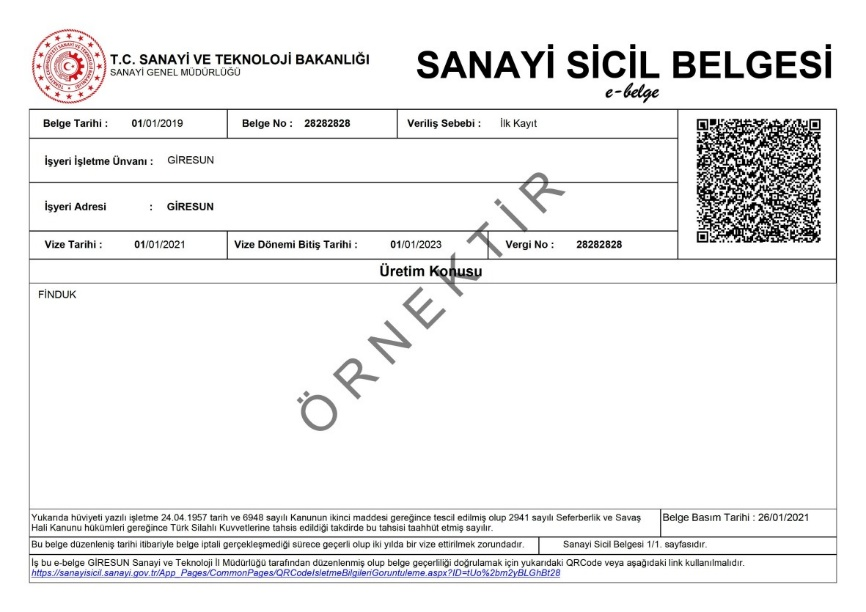 T.C. SANAYİ VE TEKNOLOJİ BAKANLIĞI
SANAYİ GENEL MÜDÜRLÜĞÜ
SANAYİ SİCİL BELGESİ
e-belge
Belge Tarihi : 01/01/2019 Belge No : 28282828 Veriliş Sebebi : İlk Kayıt
İşyeri İşletme Ünvanı : GİRESUN
İşyeri Adresi : GİRESUN
Vize Tarihi : 01/01/2021 Vize Dönemi Bitiş Tarihi : 01/01/2023 Vergi No : 28282828
Üretim Konusu
FİNDUK
ÖRNEKTİR
Yukarıda hüviyeti yazılı işletme 24.04.1957 tarih ve 6948 sayılı Kanunun ikinci maddesi gereğince tescil edilmiş olup 2941 sayılı Seferberlik ve Savaş
Hali Kanunu hükümleri gereğince Türk Silahlı Kuvvetlerine tahsis edildiği takdirde bu tahsisi taahhüt etmiş sayılır.
Belge Basım Tarihi : 26/01/2021
Bu belge düzenleniş tarihi itibariyle belge iptali gerçekleşmediği sürece geçerli olup iki yılda bir vize ettirilmek zorundadır.
Sanayi Sicil Belgesi 1/1. sayfasıdır.
İş bu e-belge GİRESUN Sanayi ve Teknoloji İl Müdürlüğü tarafından düzenlenmiş olup belge geçerliliği doğrulamak için yukarıdaki QRCode veya aşağıdaki link kullanılmalıdır.
https://sanayisicil.sanayi.gov.tr/App_Pages/CommonPages/QRCodeIsletmeBilgileriGoruntuleme.aspx?ID=tUo%2bm2yBLGhBt28